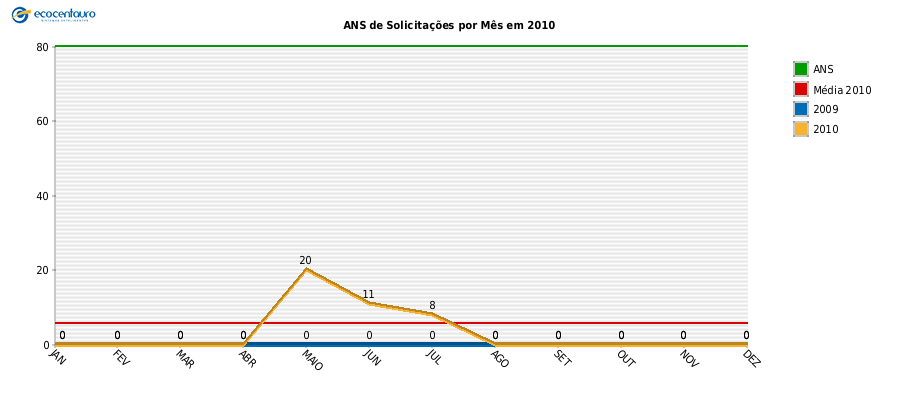 ecocentauro
ANS de Solicitações por Mês em 2010
80
60
40
20
0
20
11
8
0 0 0 0 0 0 0 0 0 0 0 0
JAN FEV MAR ABR MAIO JUN JUL AGO SET OUT NOV DEZ
ANS
Média 2010
2009
2010